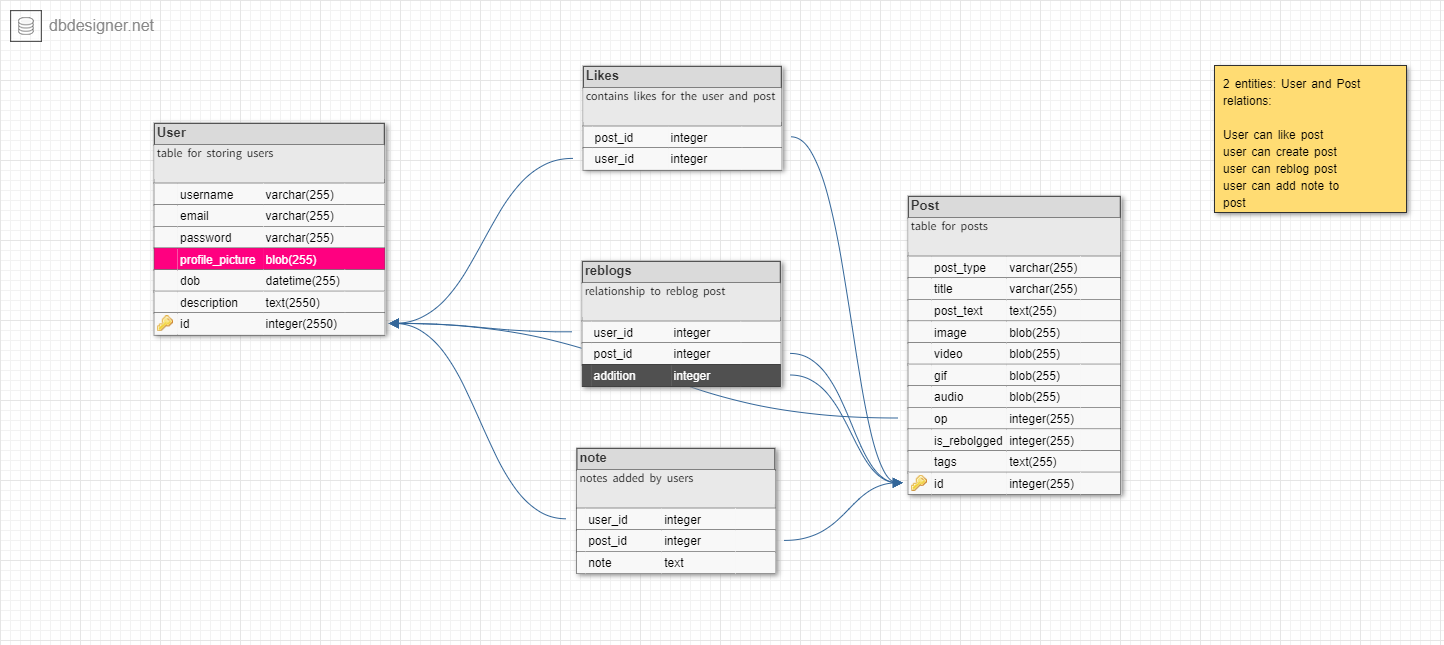 dbdesigner.net
User
table for storing users
username varchar(255)
email varchar(255)
password varchar(255)
profile_picture blob(255)
dob datetime(255)
description text(2550)
id integer(2550)
Likes
contains likes for the user and post
post_id integer
user_id integer
reblogs
relationship to reblog post
user_id integer
post_id integer
addition integer
note
notes added by users
user_id integer
post_id integer
note text
Post
table for posts
post_type varchar(255)
title varchar(255)
post_text text(255)
image blob(255)
video blob(255)
gif blob(255)
audio blob(255)
op integer(255)
is_rebolgged integer(255)
tags text(255)
id integer(255)
2 entities: User and Post
relations:
User can like post
user can create post
user can reblog post
user can add note to
post